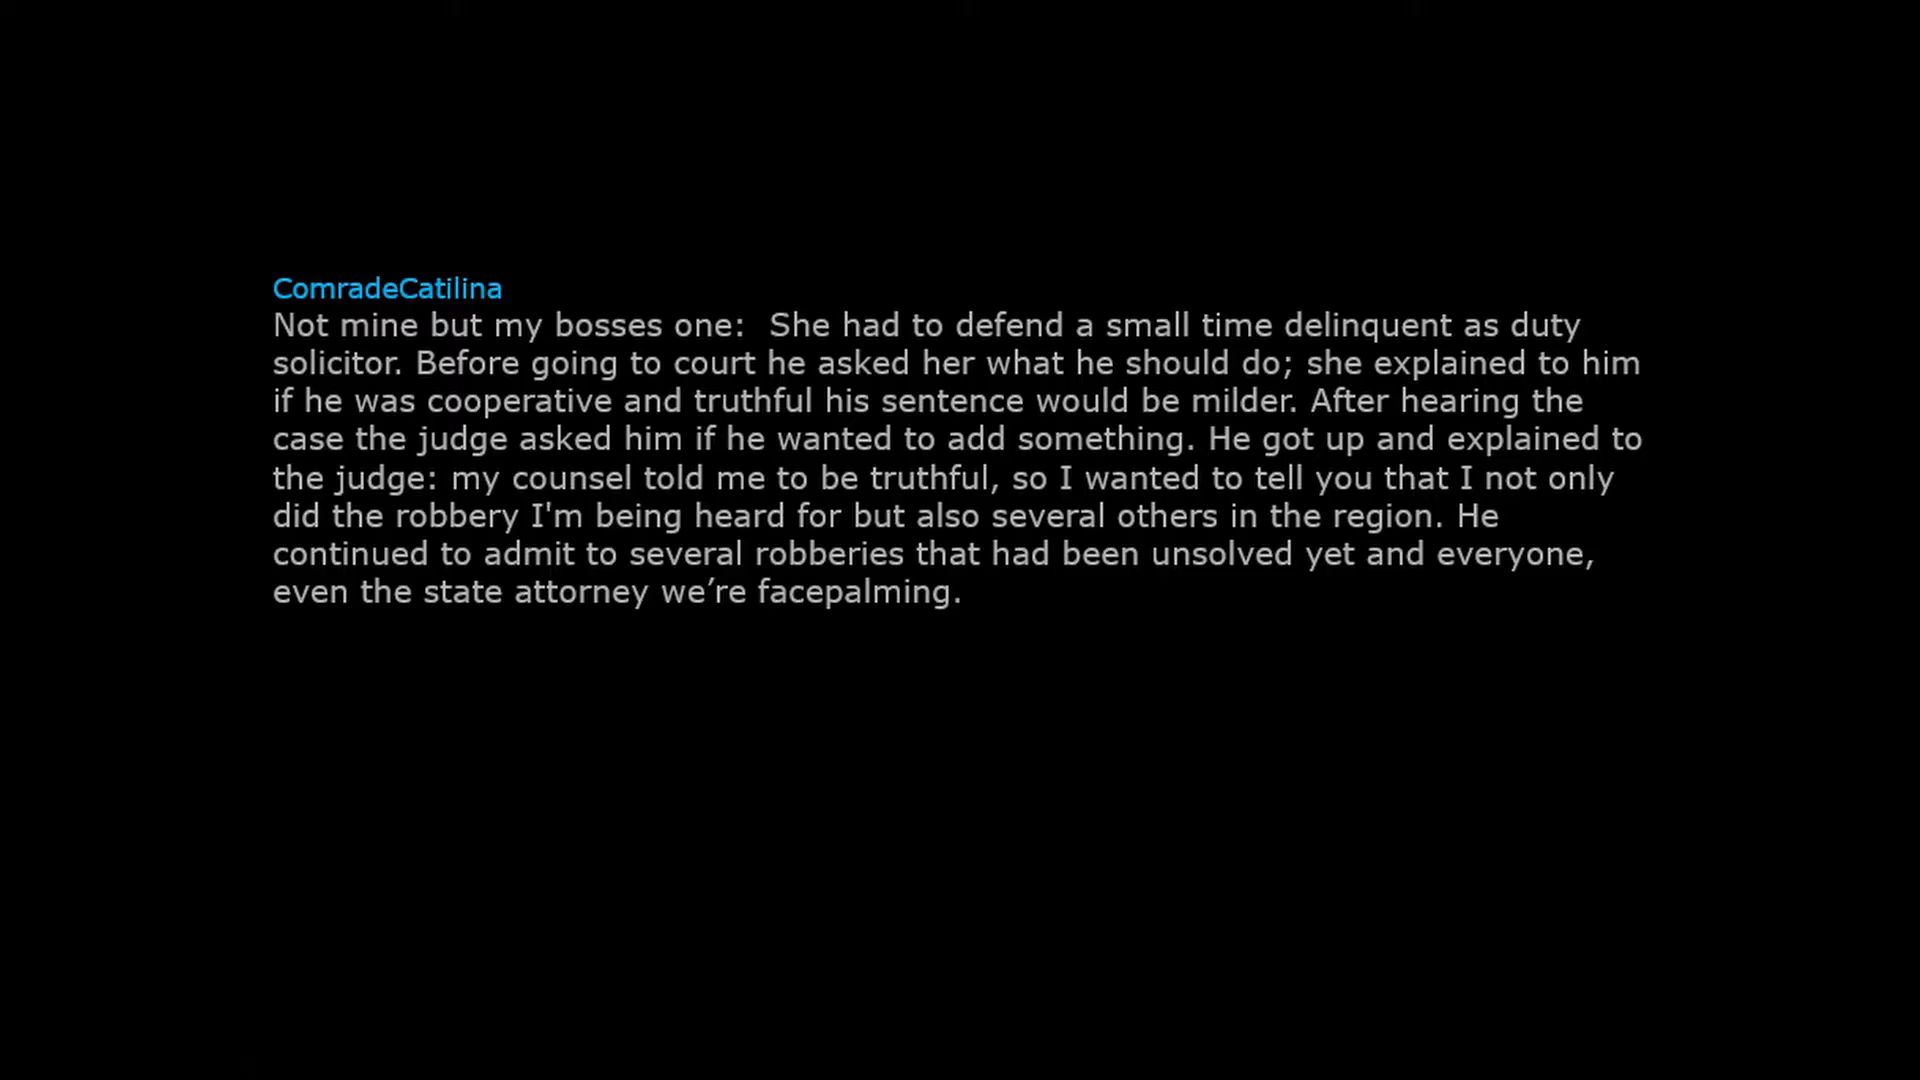 ComradeCatilina
Not mine but my bosses one:  She had to defend a small time delinquent as duty
solicitor. Before going to court he asked her what he should do; she explained to him
if he was cooperative and truthful his sentence would be milder. After hearing the
case the judge asked him if he wanted to add something. He got up and explained to
the judge: my counsel told me to be truthful, so I wanted to tell you that I not only
did the robbery I'm being heard for but also several others in the region. He
continued to admit to several robberies that had been unsolved yet and everyone,
even the state attorney we’re facepalming.